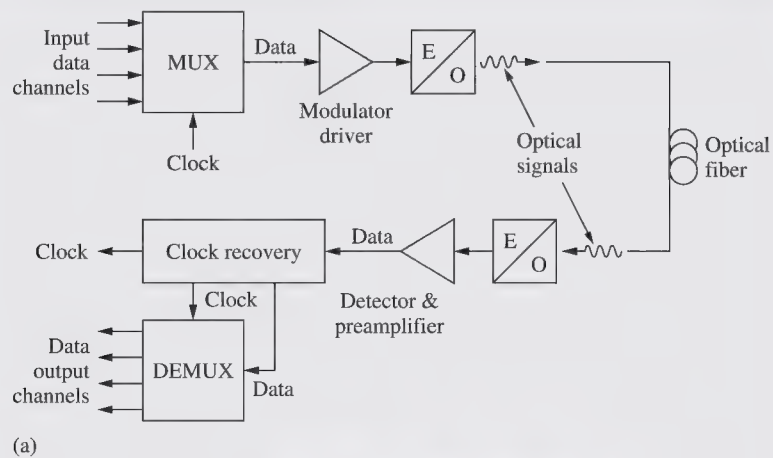 Input
data
channels
MUX
Data
Clock
Modulator
driver
E
O
Optical
signals
Optical
fiber
Clock
Clock recovery
Data
Detector &
preamplifier
E
O
Clock
Data
output
channels
DEMUX
Data
(a)